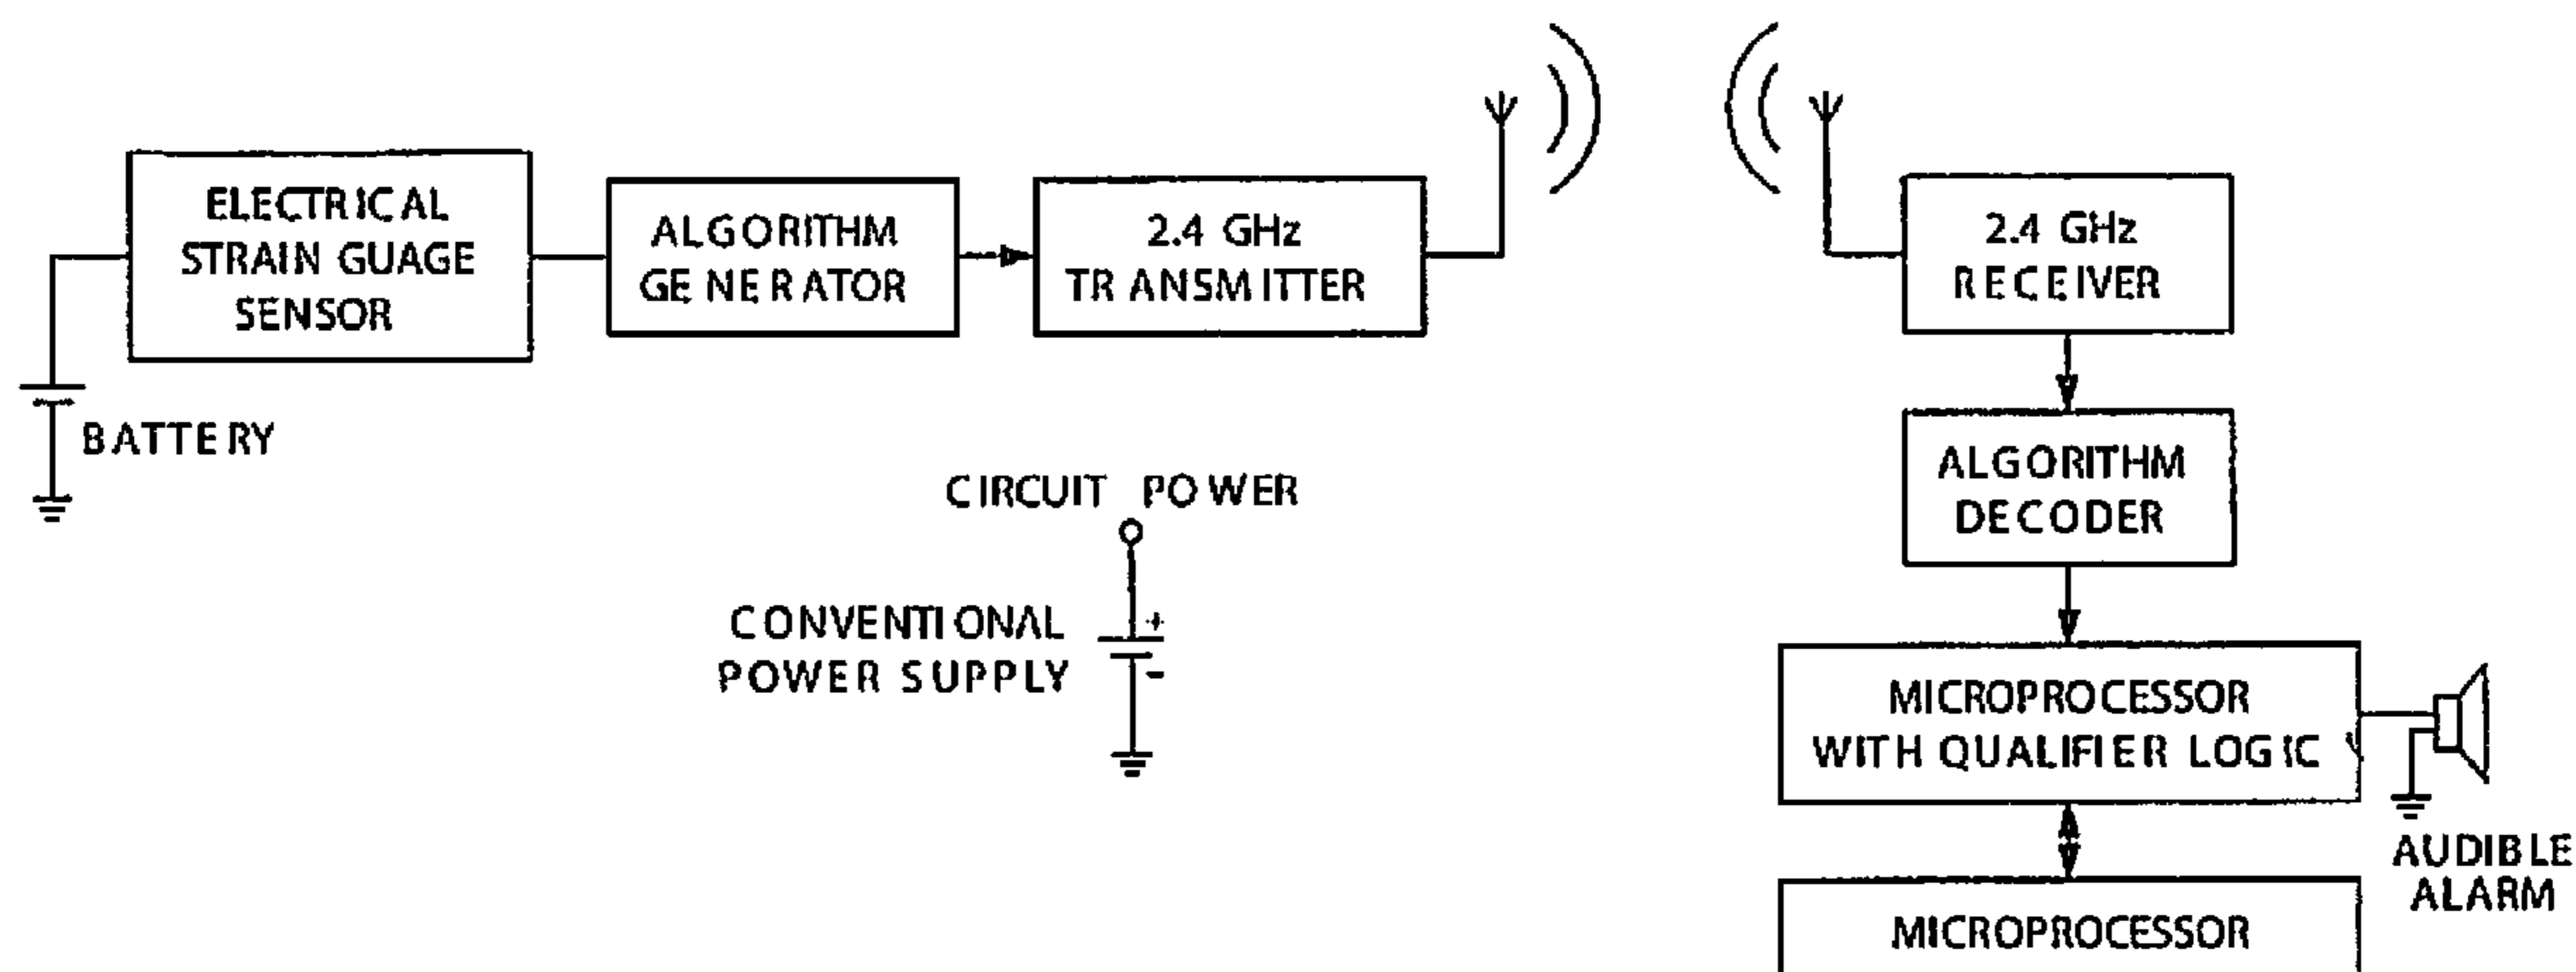 ELECTRICAL
STRAIN GUAGE
SENSOR
ALGORITHM
GENERATOR
2.4 GHz
TRANSMITTER
2.4 GHz
RECEIVER
BATTERY
ALGORITHM
DECODER
CIRCUIT POWER
CONVENTIONAL
POWER SUPPLY
+
-
MICROPROCESSOR
WITH QUALIFIER LOGIC
AUDIBLE
ALARM
MICROPROCESSOR